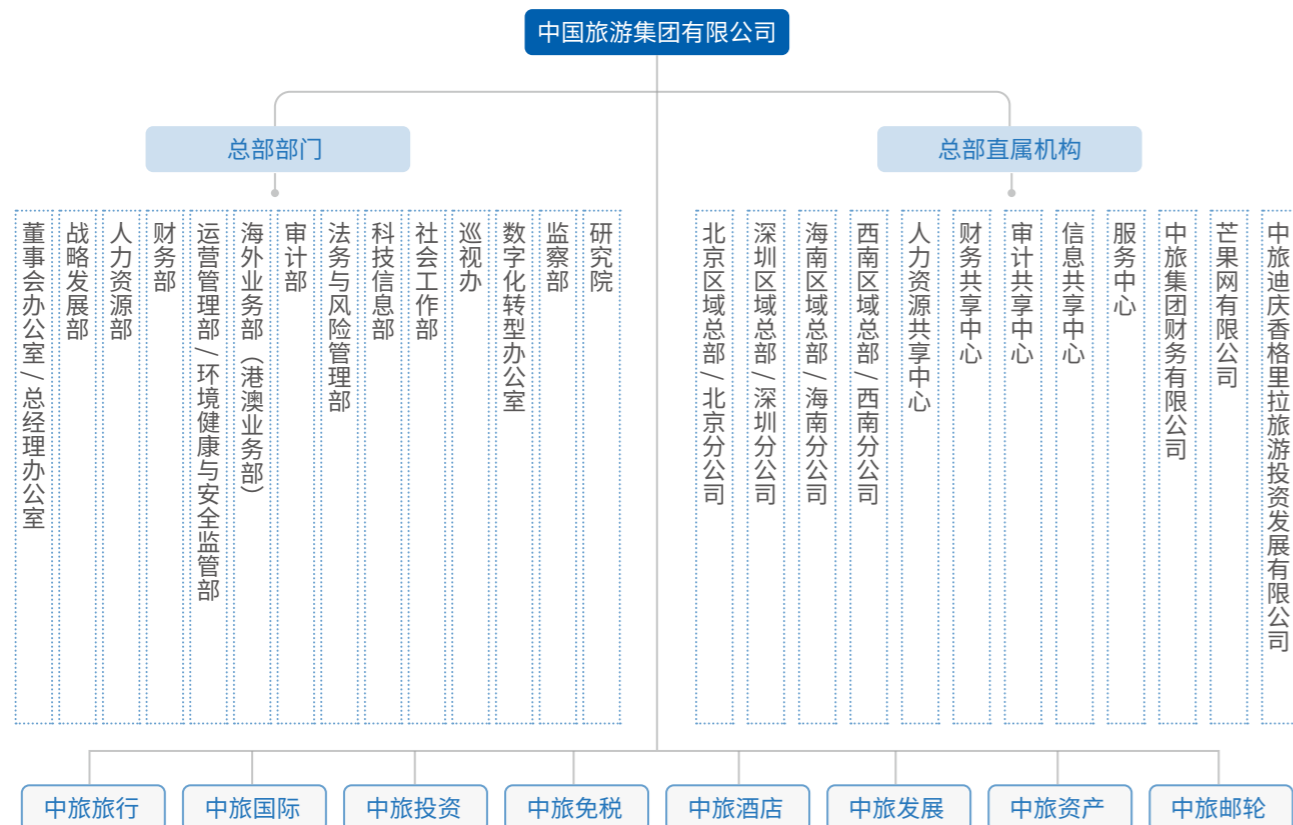 中国旅游集团有限公司
总部部门
总部直属机构
董事会办公室/总经理办公室
战略发展部
人力资源部
财务部
运营管理部/环境健康与安全监管部
海外业务部（港澳业务部）
审计部
法务与风险管理部
科技信息部
社会工作部
巡视办
数字化转型办公室
监察部
研究院
北京区域总部/北京分公司
深圳区域总部/深圳分公司
海南区域总部/海南分公司
西南区域总部/西南分公司
人力资源共享中心
财务共享中心
审计共享中心
信息共享中心
服务中心
中旅集团财务有限公司
芒果网有限公司
中旅迪庆香格里拉旅游投资发展有限公司
中旅旅行
中旅国际
中旅投资
中旅免税
中旅酒店
中旅发展
中旅资产
中旅邮轮